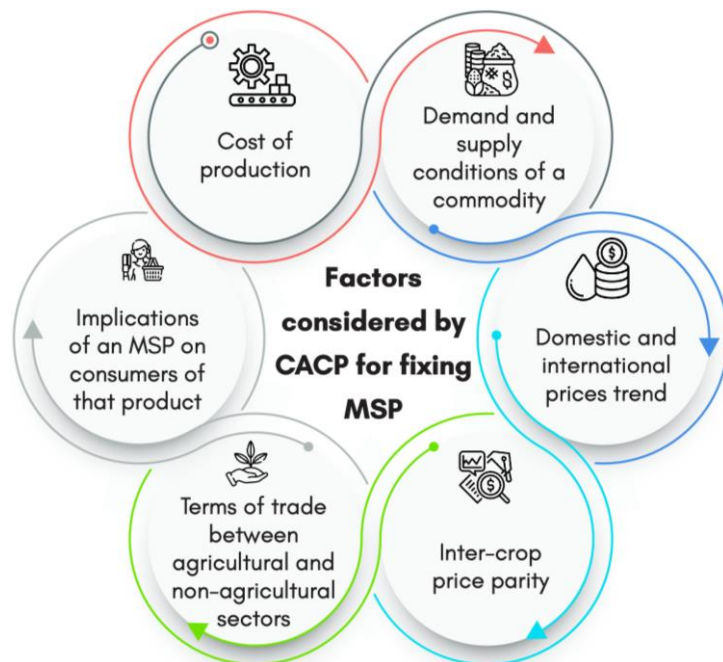 Factors
considered by
CACP for fixing
MSP
Cost of
production
Demand and
supply
conditions of a
commodity
Domestic and
international
prices trend
Inter-crop
price parity
Terms of trade
between
agricultural and
non-agricultural
sectors
Implications
of an MSP on
consumers of
that product